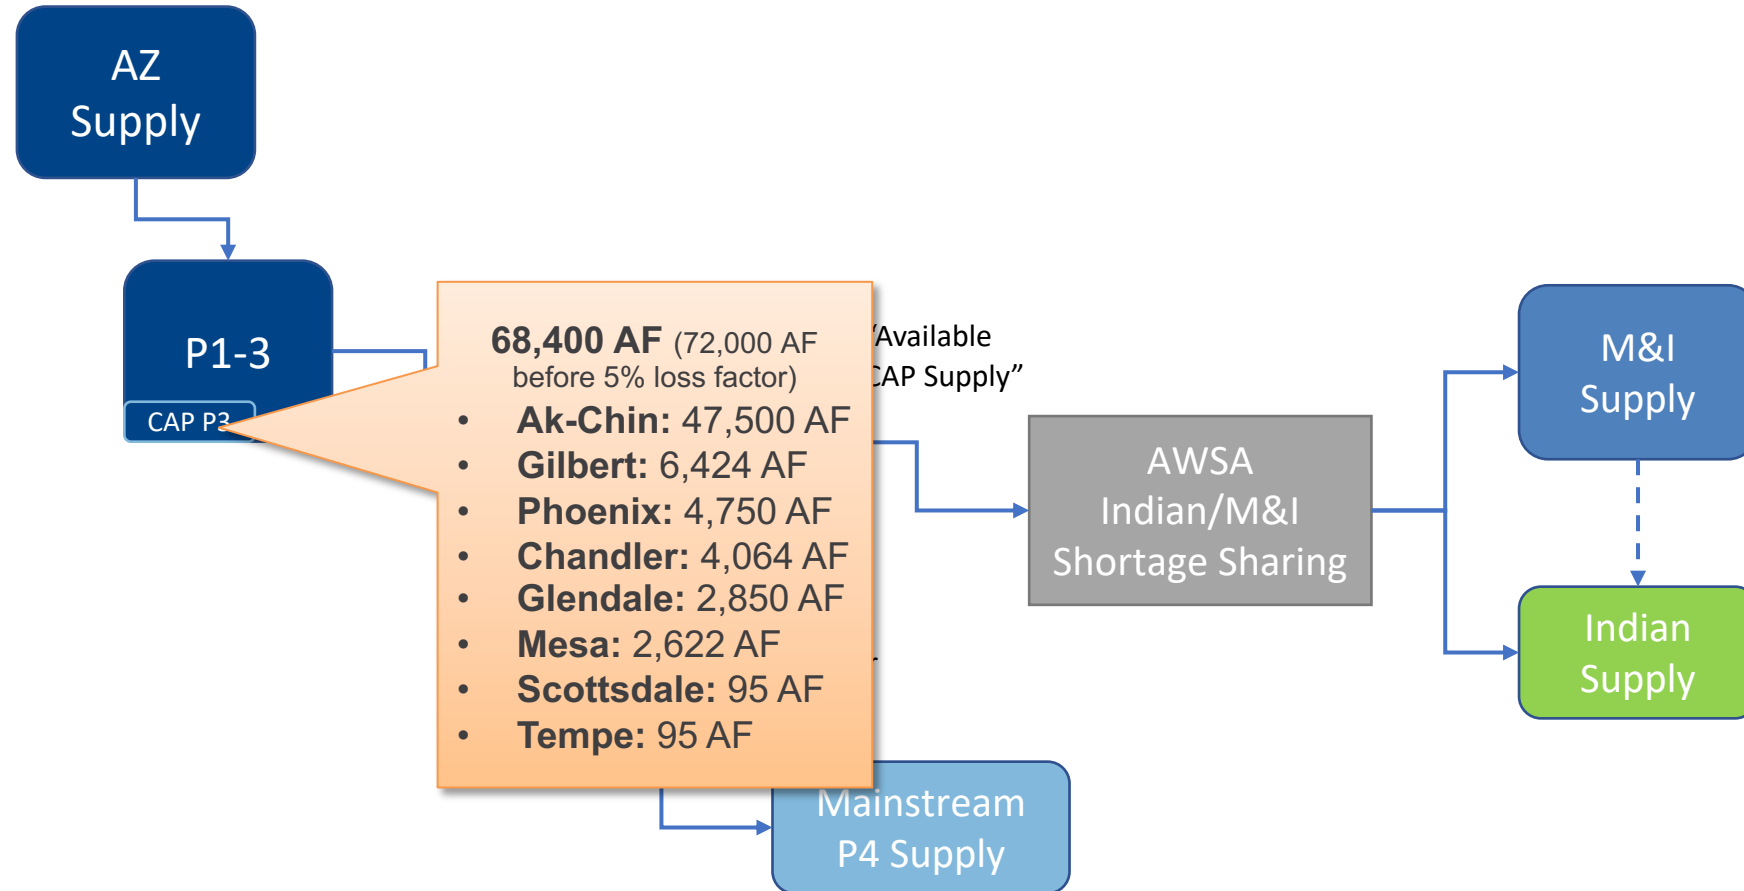 AZ
Supply
P1-3
CAP P3
68,400 AF (72,000 AF
before 5% loss factor)
• Ak-Chin: 47,500 AF
• Gilbert: 6,424 AF
• Phoenix: 4,750 AF
• Chandler: 4,064 AF
• Glendale: 2,850 AF
• Mesa: 2,622 AF
• Scottsdale: 95 AF
• Tempe: 95 AF
“Available
CAP Supply”
AWSA
Indian/M&I
Shortage Sharing
M&I
Supply
Indian
Supply
Mainstream
P4 Supply